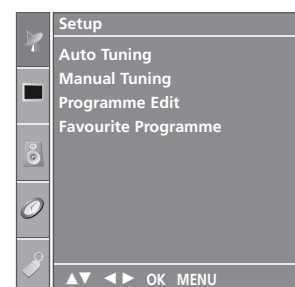 Setup
Auto Tuning
Manual Tuning
Programme Edit
Favourite Programme
▲▼ ◄► OK MENU